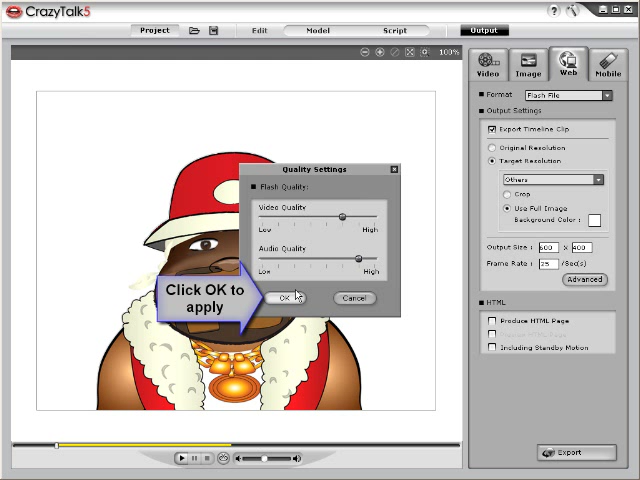 CrazyTalk5
Project
Edit
Model
Script
Output
100%
Video
Image
Web
Mobile
Format
Flash File
Output Settings
Export Timeline Clip
Original Resolution
Target Resolution
Others
Crop
Use Full Image
Background Color :
Output Size : 600 x 400
Frame Rate : 25 /Sec(s)
Advanced
HTML
Produce HTML Page
Including Standby Motion
Export
Quality Settings
Flash Quality:
Video Quality
Low High
Audio Quality
Low High
OK Cancel
Click OK to
apply